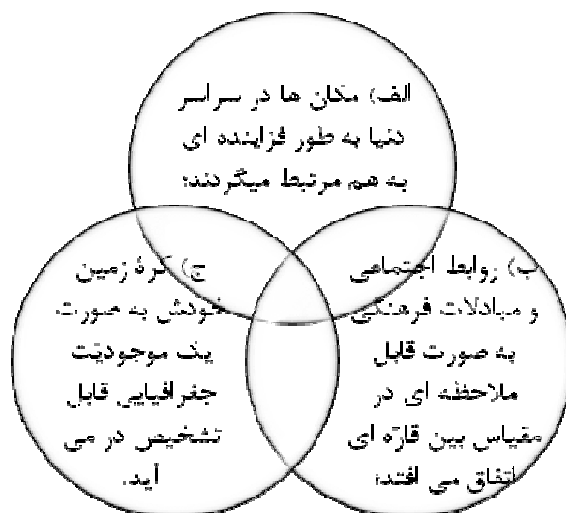 الف) مکان ها در سراسر
دنیا به طور فزاینده ای
به هم مرتبط میگردند؛
ب) روابط اجتماعی
و مبادلات فرهنگی
به صورت قابل
ملاحظه ای در
مقیاس بین قارّه ای
اتفاق می افتد؛
ج) کرهٔ زمین
خودش به صورت
یک موجودیّت
جغرافیایی قابل
تشخیص در می
آید.